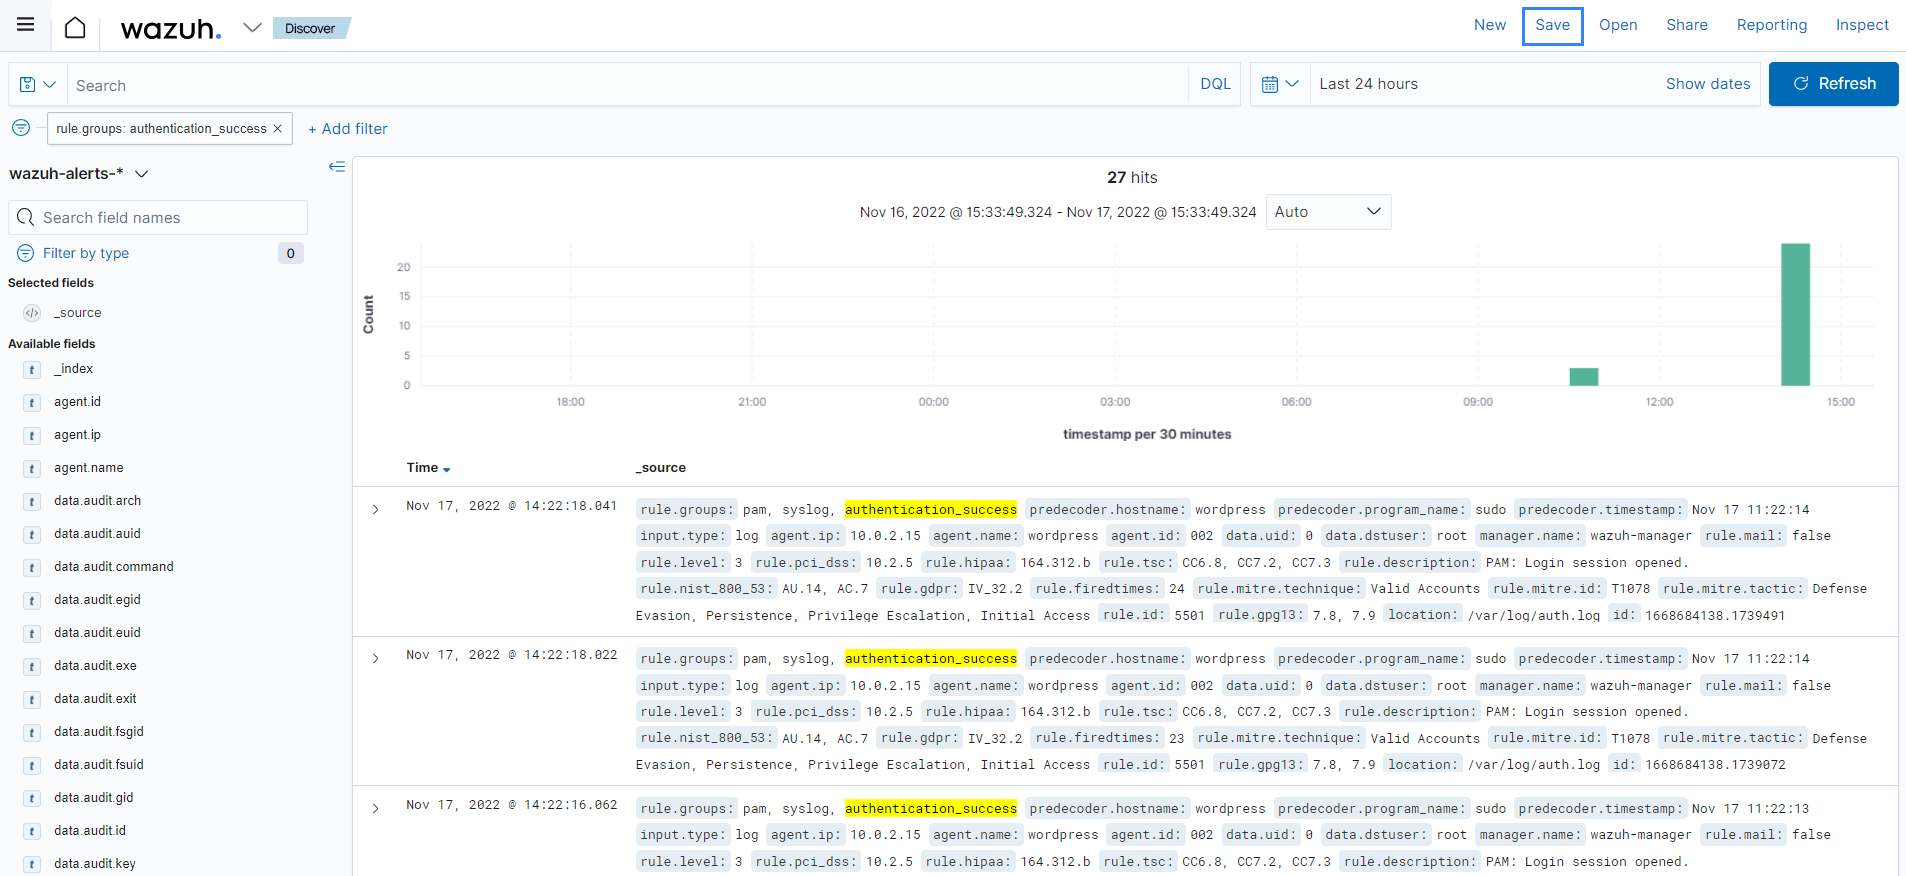 wazuh. Discover New Save Open Share Reporting Inspect
Search DQL Last 24 hours Show dates Refresh
rule.groups: authentication_success × + Add filter
wazuh-alerts-*
Search field names
Filter by type 0
Selected fields
_source
Available fields
t _index
t agent.id
t agent.ip
t agent.name
t data.audit.arch
t data.audit.auid
t data.audit.command
t data.audit.egid
t data.audit.euid
t data.audit.exe
t data.audit.exit
t data.audit.fsgid
t data.audit.fsuid
t data.audit.gid
t data.audit.id
t data.audit.key
27 hits
Nov 16, 2022 @ 15:33:49.324 - Nov 17, 2022 @ 15:33:49.324 Auto
Count
20
15
10
5
0
18:00 21:00 00:00 03:00 06:00 09:00 12:00 15:00
timestamp per 30 minutes
Time _source
Nov 17, 2022 @ 14:22:18.041 rule.groups: pam, syslog, authentication_success predecoder.hostname: wordpress predecoder.program_name: sudo predecoder.timestamp: Nov 17 11:22:14
input.type: log agent.ip: 10.0.2.15 agent.name: wordpress agent.id: 002 data.uid: 0 data.dstuser: root manager.name: wazuh-manager rule.mail: false
rule.level: 3 rule.pci_dss: 10.2.5 rule.hipaa: 164.312.b rule.tsc: CC6.8, CC7.2, CC7.3 rule.description: PAM: Login session opened.
rule.nist_800_53: AU.14, AC.7 rule.gdpr: IV_32.2 rule.firedtimes: 24 rule.mitre.technique: Valid Accounts rule.mitre.id: T1078 rule.mitre.tactic: Defense
Evasion, Persistence, Privilege Escalation, Initial Access rule.id: 5501 rule.gpg13: 7.8, 7.9 location: /var/log/auth.log id: 1668684138.1739491
Nov 17, 2022 @ 14:22:18.022 rule.groups: pam, syslog, authentication_success predecoder.hostname: wordpress predecoder.program_name: sudo predecoder.timestamp: Nov 17 11:22:14
input.type: log agent.ip: 10.0.2.15 agent.name: wordpress agent.id: 002 data.uid: 0 data.dstuser: root manager.name: wazuh-manager rule.mail: false
rule.level: 3 rule.pci_dss: 10.2.5 rule.hipaa: 164.312.b rule.tsc: CC6.8, CC7.2, CC7.3 rule.description: PAM: Login session opened.
rule.nist_800_53: AU.14, AC.7 rule.gdpr: IV_32.2 rule.firedtimes: 23 rule.mitre.technique: Valid Accounts rule.mitre.id: T1078 rule.mitre.tactic: Defense
Evasion, Persistence, Privilege Escalation, Initial Access rule.id: 5501 rule.gpg13: 7.8, 7.9 location: /var/log/auth.log id: 1668684138.1739072
Nov 17, 2022 @ 14:22:16.062 rule.groups: pam, syslog, authentication_success predecoder.hostname: wordpress predecoder.program_name: sudo predecoder.timestamp: Nov 17 11:22:13
input.type: log agent.ip: 10.0.2.15 agent.name: wordpress agent.id: 002 data.uid: 0 data.dstuser: root manager.name: wazuh-manager rule.mail: false
rule.level: 3 rule.pci_dss: 10.2.5 rule.hipaa: 164.312.b rule.tsc: CC6.8, CC7.2, CC7.3 rule.description: PAM: Login session opened.